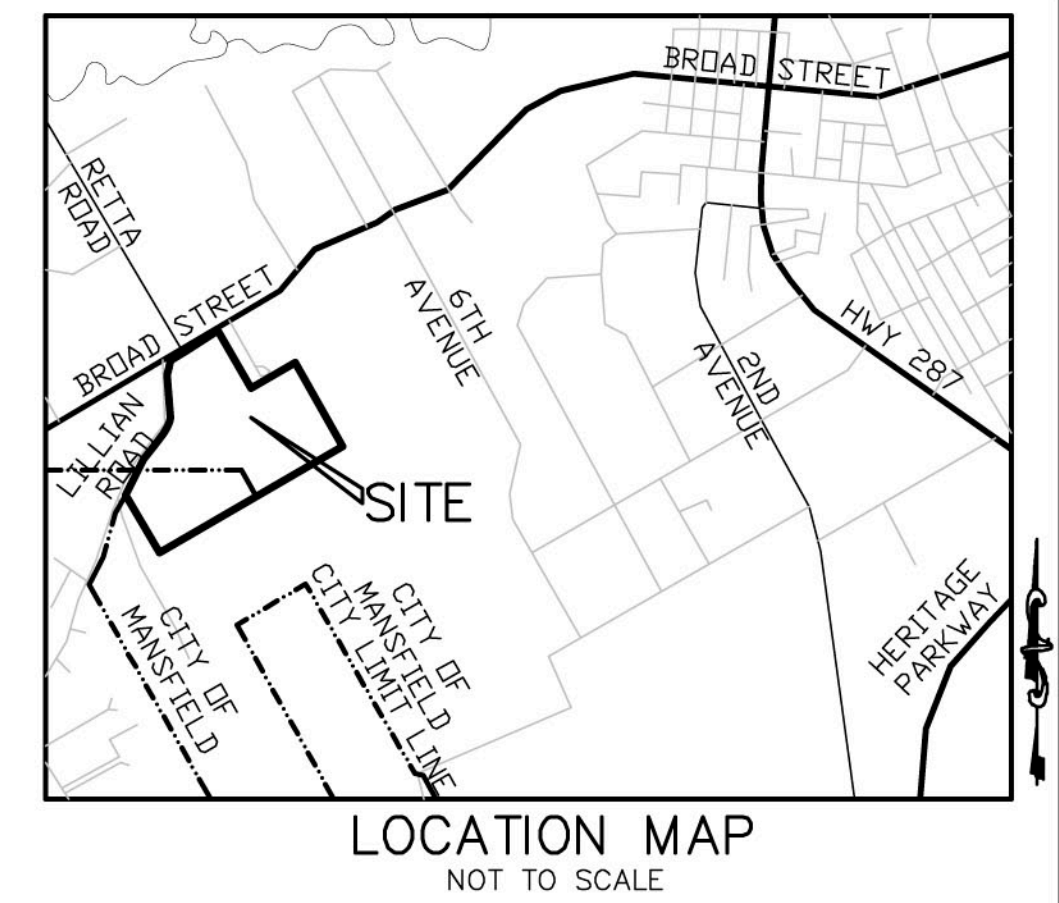 BROAD STREET
RETTA
ROAD
BROAD STREET
6TH
AVENUE
HWY 287
2ND
AVENUE
LILLIAN
ROAD
SITE
CITY OF
MANSFIELD
CITY OF
MANSFIELD
CITY LIMIT LINE
HERITAGE
PARKWAY
LOCATION MAP
NOT TO SCALE